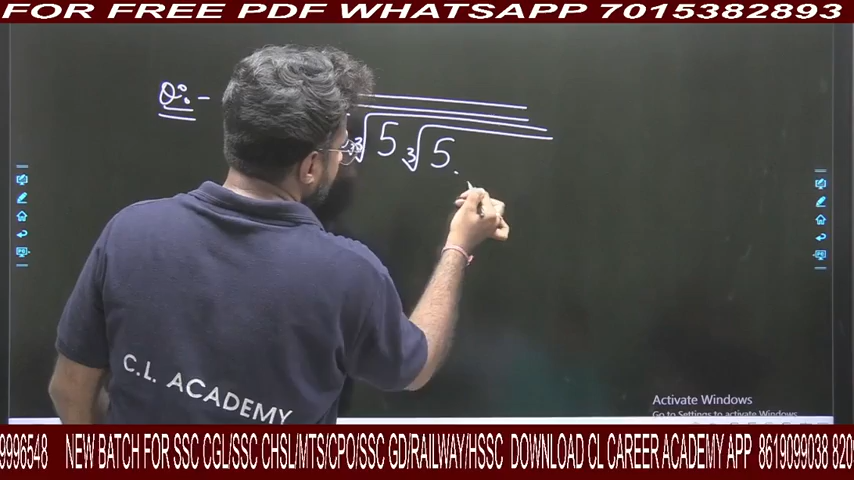 FOR FREE PDF WHATSAPP 7015382893
Q:-
∛5 ∛5.
C.L. ACADEMY
Activate Windows
Go to Settings to activate Windows.
9996548 NEW BATCH FOR SSC CGL/SSC CHSL/MTS/CPO/SSC GD/RAILWAY/HSSC DOWNLOAD CL CAREER ACADEMY APP 8619099038 820